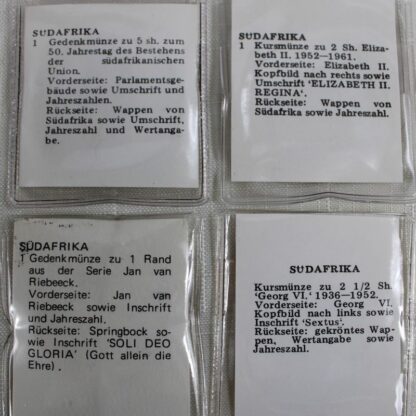 SÜDAFRIKA
1 Gedenkmünze zu 5 sh. zum
50. Jahrestag des Bestehens
der südafrikanischen
Union.
Vorderseite: Parlamentsge-
bäude sowie Umschrift und
Jahreszahlen.
Rückseite: Wappen von
Südafrika sowie Umschrift,
Jahreszahl und Wertanga-
be.
SÜDAFRIKA
1 Kursmünze zu 2 Sh. Eliza-
beth II. 1952—1961.
Vorderseite: Elizabeth II.
Kopfbild nach rechts sowie
Umschrift 'ELIZABETH II.
REGINA'.
Rückseite: Wappen von
Südafrika sowie Jahreszahl.
SÜDAFRIKA
1 Gedenkmünze zu 1 Rand
aus der Serie Jan van
Riebeeck.
Vorderseite: Jan van
Riebeeck sowie Inschrift
und Jahreszahl.
Rückseite: Springbock so-
wie Inschrift 'SOLI DEO
GLORIA' (Gott allein die
Ehre).
SÜDAFRIKA
Kursmünze zu 2 1/2 Sh.
'Georg VI.' 1936—1952.
Vorderseite: Georg VI.
Kopfbild nach links sowie
Inschrift 'Sextus'.
Rückseite: gekröntes Wap-
pen, Wertangabe sowie
Jahreszahl.